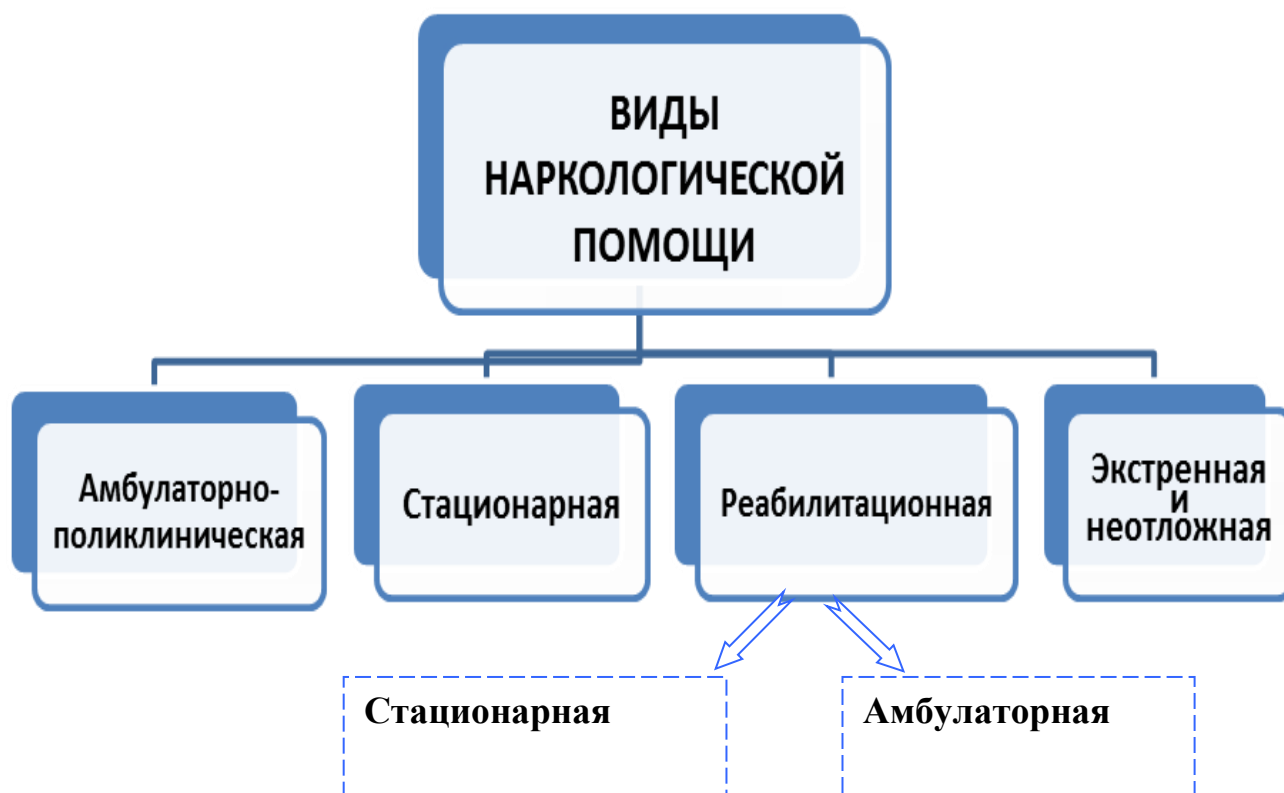 ВИДЫ
НАРКОЛОГИЧЕСКОЙ
ПОМОЩИ
Амбулаторно-
поликлиническая
Стационарная
Реабилитационная
Экстренная
и
неотложная
Стационарная
Амбулаторная